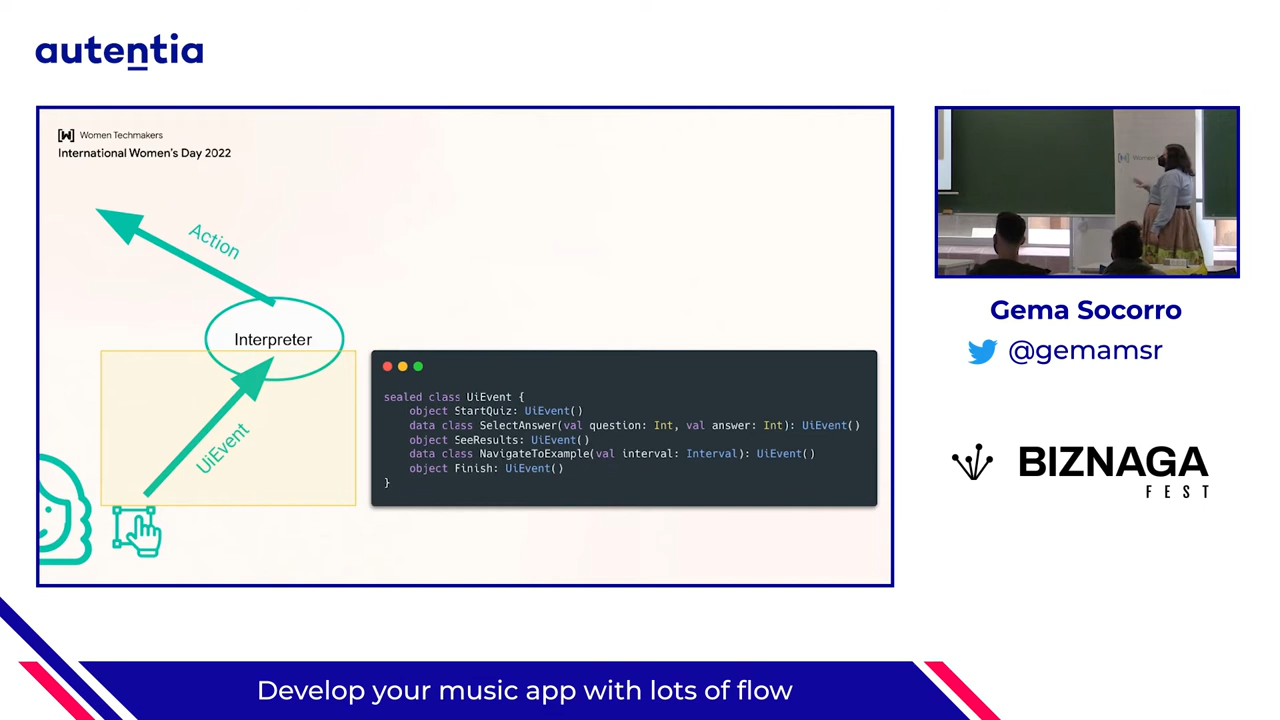 autentia
[W] Women Techmakers
International Women's Day 2022
Action
Interpreter
UiEvent
sealed class UiEvent {
    object StartQuiz: UiEvent()
    data class SelectAnswer(val question: Int, val answer: Int): UiEvent()
    object SeeResults: UiEvent()
    data class NavigateToExample(val interval: Interval): UiEvent()
    object Finish: UiEvent()
}
Gema Socorro
@gemamsr
BIZNAGA
FEST
Develop your music app with lots of flow